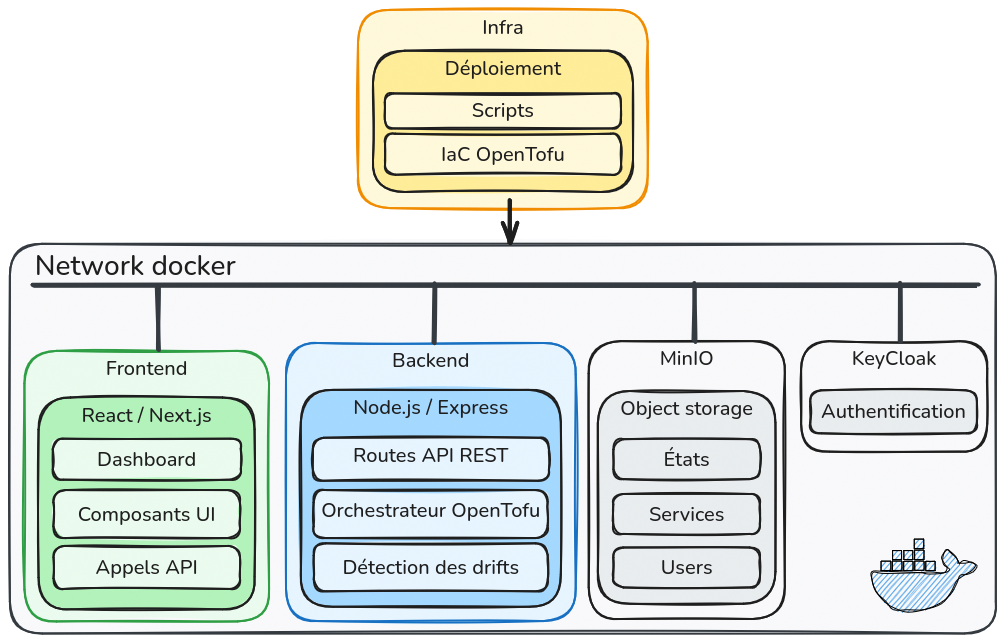 Infra
Déploiement
Scripts
IaC OpenTofu
Network docker
Frontend
React / Next.js
Dashboard
Composants UI
Appels API
Backend
Node.js / Express
Routes API REST
Orchestrateur OpenTofu
Détection des drifts
MinIO
Object storage
États
Services
Users
KeyCloak
Authentification